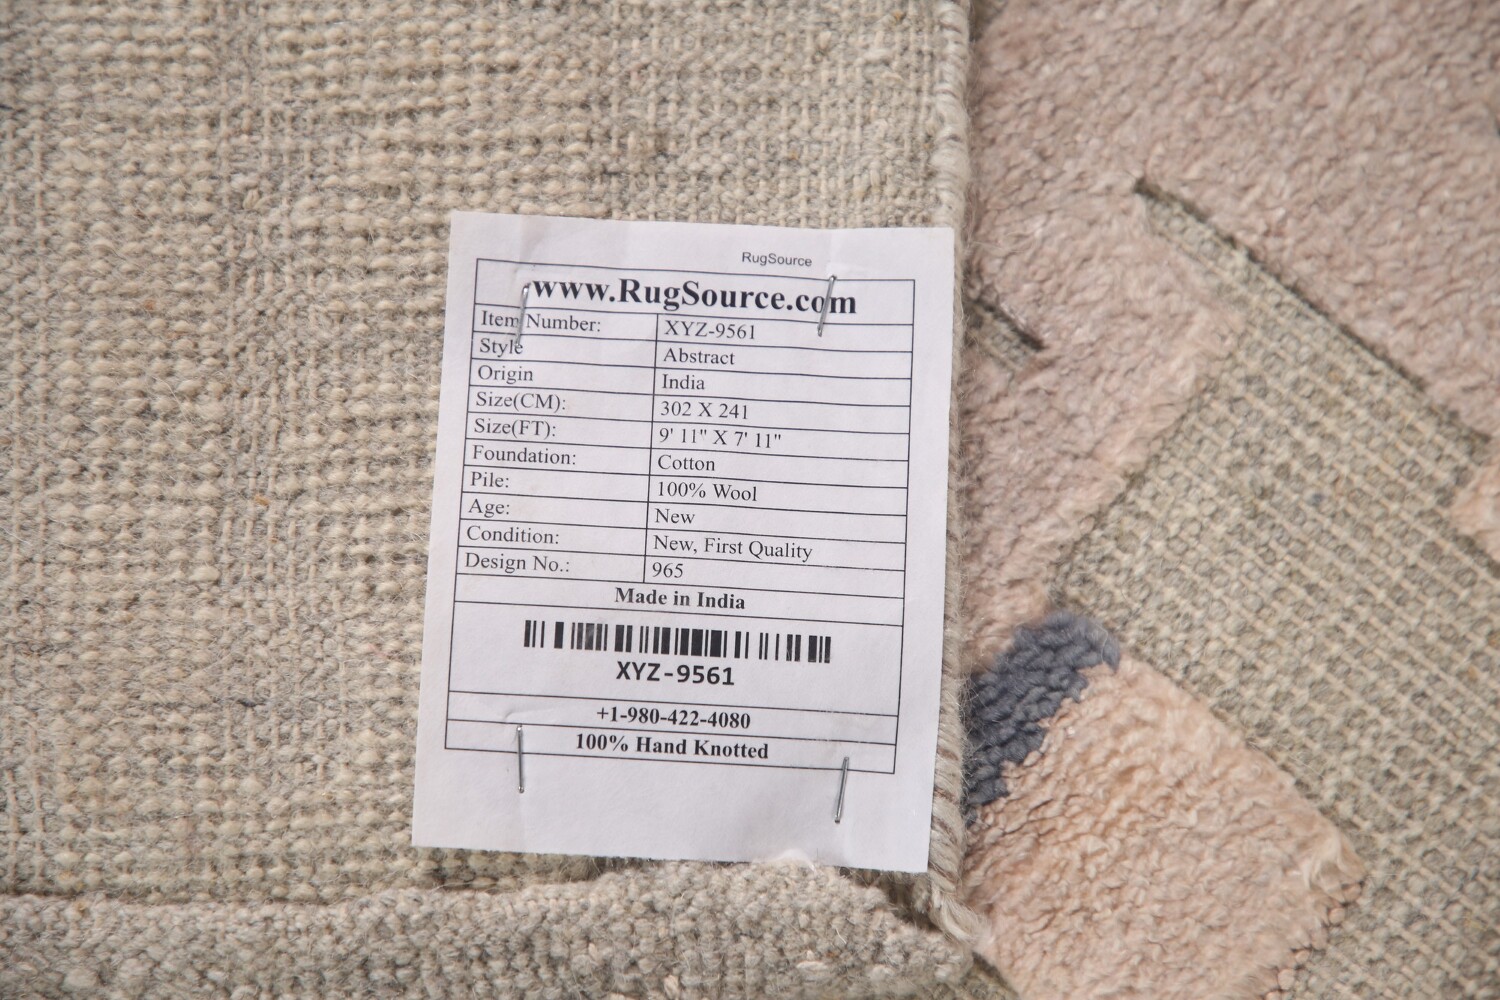 RugSource
www.RugSource.com
Item Number: XYZ-9561
Style Abstract
Origin India
Size(CM): 302 X 241
Size(FT): 9' 11" X 7' 11"
Foundation: Cotton
Pile: 100% Wool
Age: New
Condition: New, First Quality
Design No.: 965
Made in India
XYZ-9561
+1-980-422-4080
100% Hand Knotted